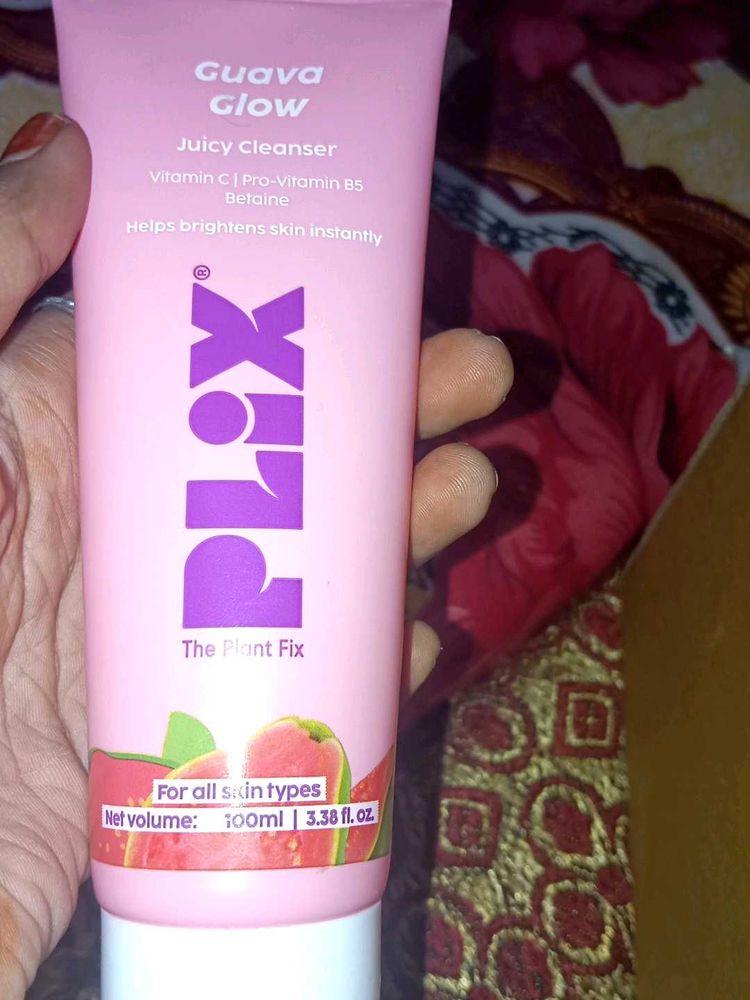 Guava
Glow
Juicy Cleanser
Vitamin C | Pro-Vitamin B5
Betaine
Helps brightens skin instantly
PLiX®
The Plant Fix
For all skin types
Net volume: 100ml | 3.38 fl. oz.